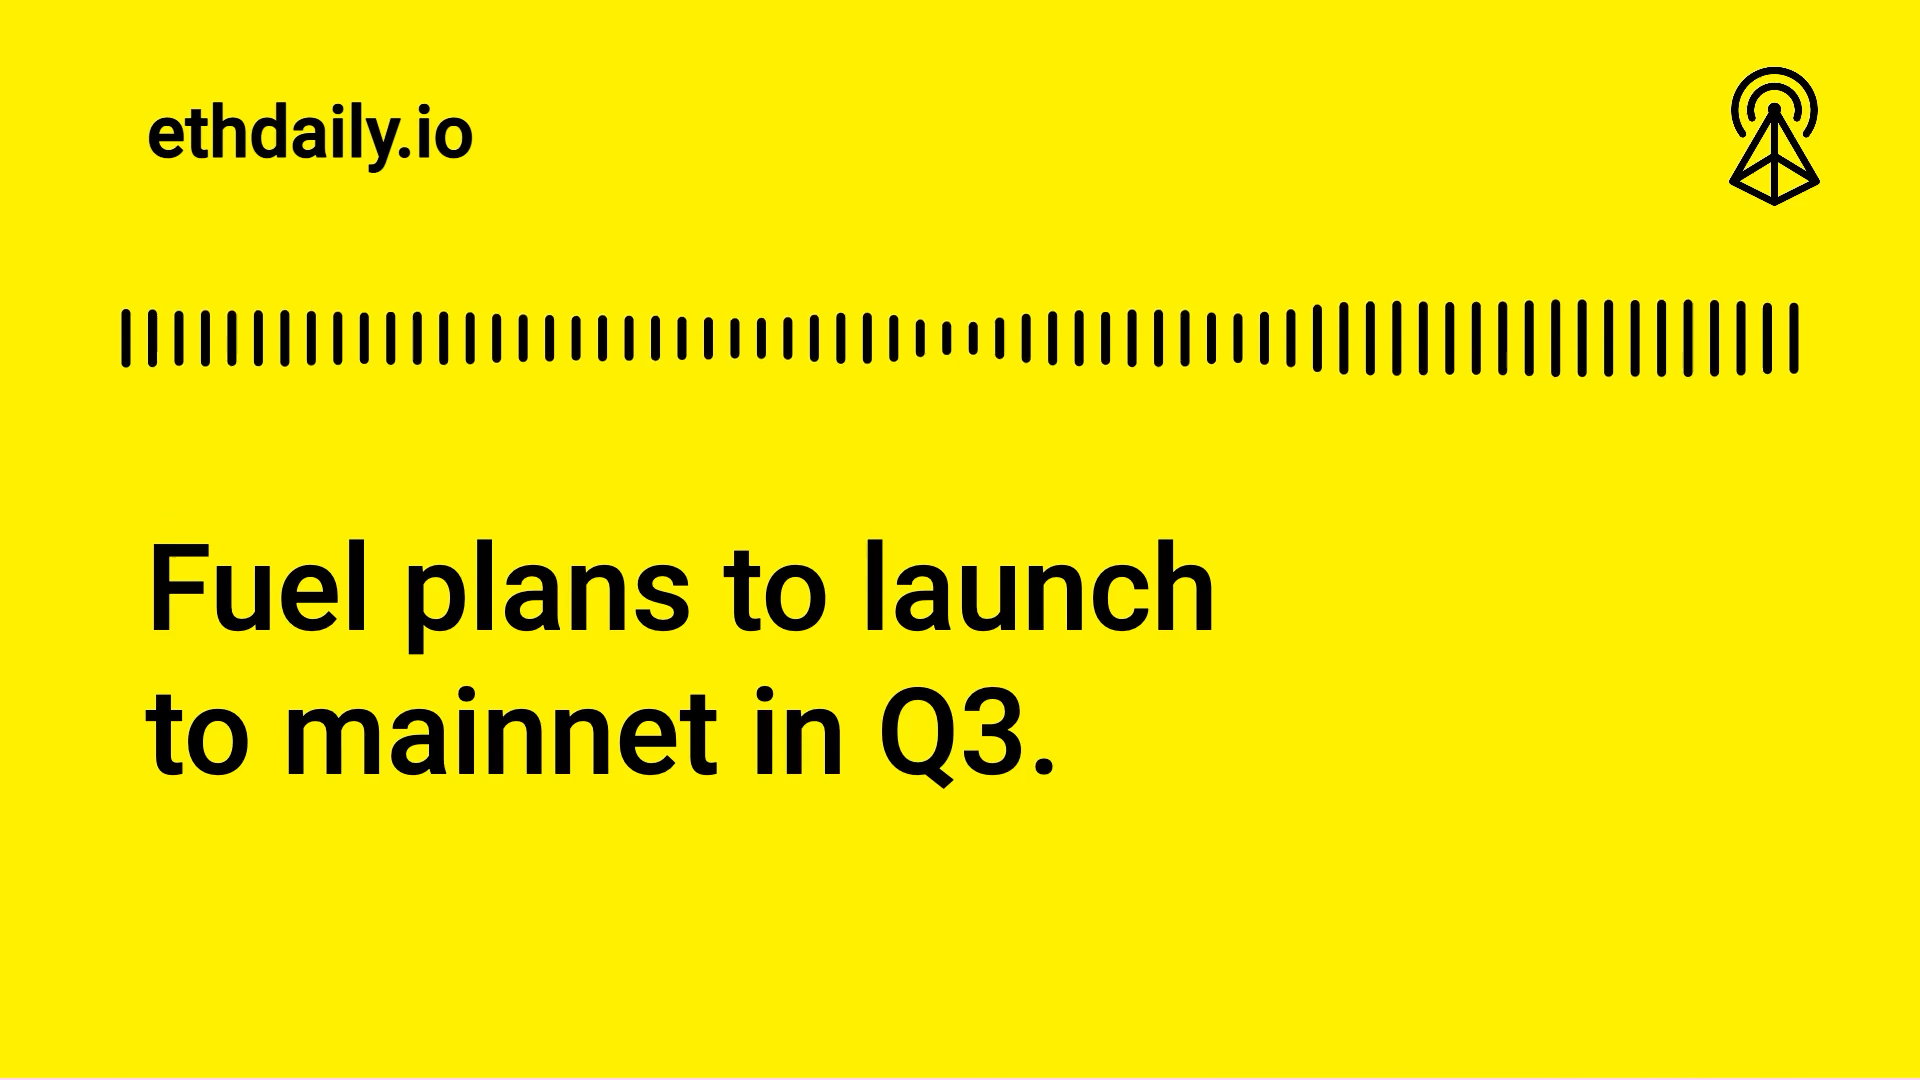 ethdaily.io
Fuel plans to launch
to mainnet in Q3.